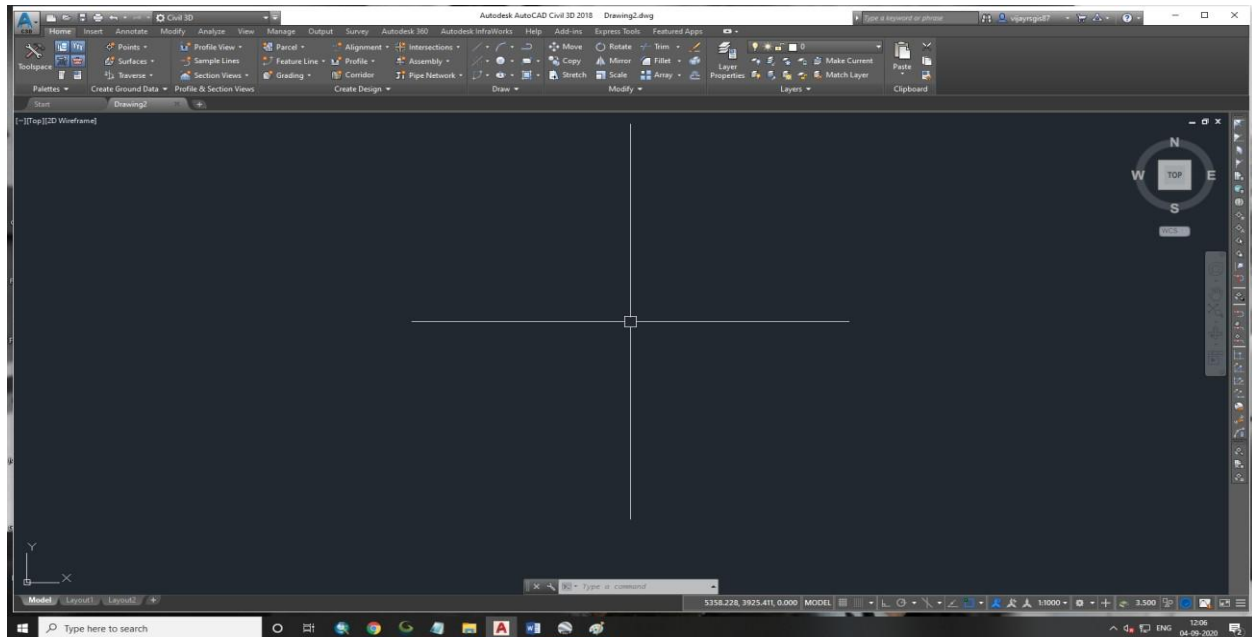 Civil 3D
Autodesk AutoCAD Civil 3D 2018 Drawing2.dwg
Type a keyword or phrase
vijayrsgis87
CAD
Home Insert Annotate Modify Analyze View Manage Output Survey Autodesk 360 Autodesk InfraWorks Help Add-ins Express Tools Featured Apps
Points Profile View Parcel Alignment Intersections Move Rotate Trim 0
Toolspace Surfaces Sample Lines Feature Line Profile Assembly Copy Mirror Fillet Layer Properties Make Current Paste
Traverse Section Views Grading Corridor Pipe Network Stretch Scale Array Match Layer
Palettes Create Ground Data Profile & Section Views Create Design Draw Modify Layers Clipboard
Start Drawing2
[-][Top][2D Wireframe]
N
W TOP E
S
WCS
Y
X
Type a command
Model Layout1 Layout2 +
5358.228, 3925.411, 0.000 MODEL 1:1000 3.500
Type here to search
ENG 12:06
04-09-2020